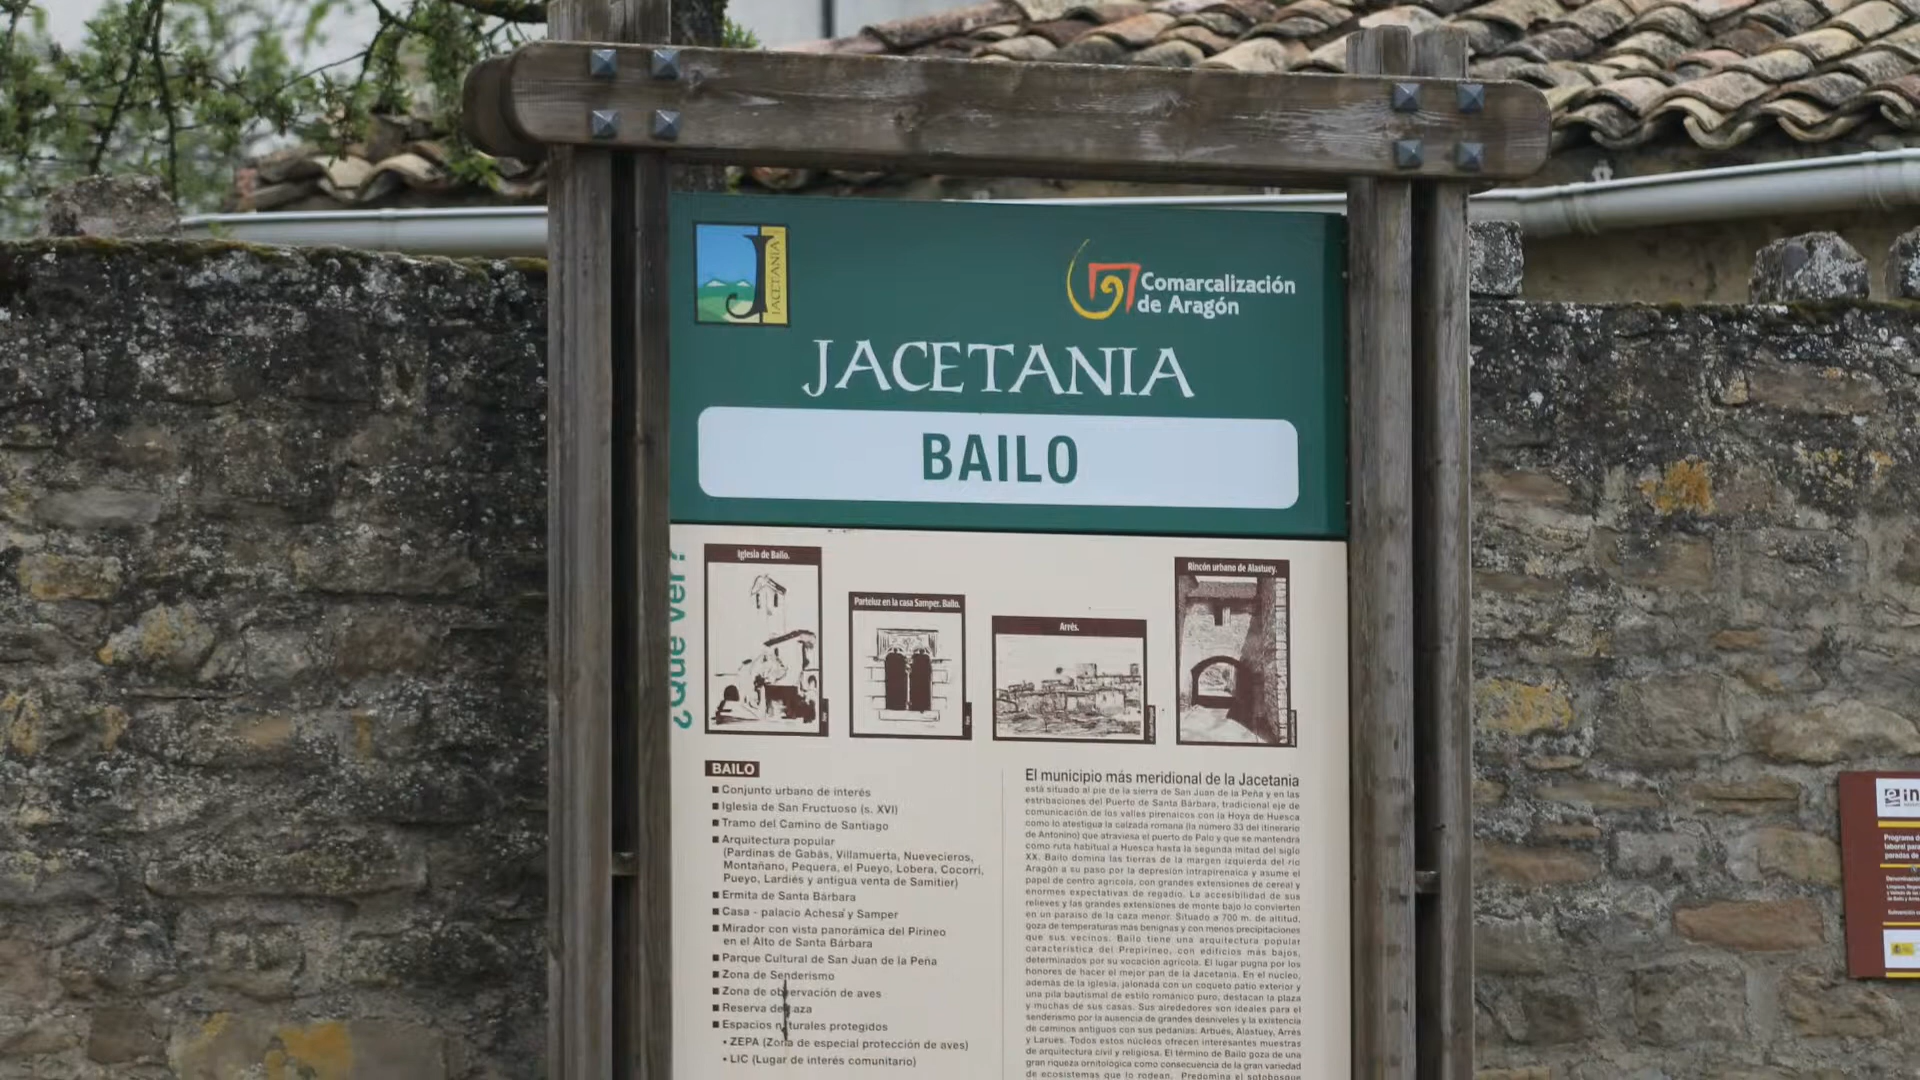 JACETANIA
Comarcalización
de Aragón
JACETANIA
BAILO
¿Qué ver?
Iglesia de Bailo.
Parteluz en la casa Samper. Bailo.
Arrés.
Rincón urbano de Alastuey.
BAILO
Conjunto urbano de interés
Iglesia de San Fructuoso (s. XVI)
Tramo del Camino de Santiago
Arquitectura popular
(Pardinas de Gabás, Villamuerta, Nuevecieros,
Montañano, Pequera, el Pueyo, Lobera, Cocorri,
Pueyo, Lardiés y antigua venta de Samitier)
Ermita de Santa Bárbara
Casa - palacio Achesa y Samper
Mirador con vista panorámica del Pirineo
en el Alto de Santa Bárbara
Parque Cultural de San Juan de la Peña
Zona de Senderismo
Zona de observación de aves
Reserva de caza
Espacios naturales protegidos
• ZEPA (Zona de especial protección de aves)
• LIC (Lugar de interés comunitario)
El municipio más meridional de la Jacetania
está situado al pie de la sierra de San Juan de la Peña y en las
estribaciones del Puerto de Santa Bárbara, tradicional eje de
comunicación de los valles pirenaicos con la Hoya de Huesca
como lo atestigua la calzada romana (la número 33 del itinerario
de Antonino) que atraviesa el puerto de Palo y que se mantendrá
como ruta habitual a Huesca hasta la segunda mitad del siglo
XX. Bailo domina las tierras de la margen izquierda del río
Aragón a su paso por la depresión intrapirenaica y asume el
papel de centro agrícola, con grandes extensiones de cereal y
enormes expectativas de regadío. La accesibilidad de sus
relieves y las grandes extensiones de monte bajo lo convierten
en un paraíso de la caza menor. Situado a 700 m. de altitud,
goza de temperaturas más benignas y con menos precipitaciones
que sus vecinos. Bailo tiene una arquitectura popular
característica del Prepirineo, con edificios más bajos,
determinados por su vocación agrícola. El lugar pugna por los
honores de hacer el mejor pan de la Jacetania. En el núcleo,
además de la iglesia, jalonada con un coqueto patio exterior y
una pila bautismal de estilo románico puro, destacan la plaza
y muchas de sus casas. Sus alrededores son ideales para el
senderismo por la ausencia de grandes desniveles y la existencia
de caminos antiguos con sus pedanías: Arbués, Alastuey, Arrés
y Larués. Todos estos núcleos ofrecen interesantes muestras
de arquitectura civil y religiosa. El término de Bailo goza de una
gran riqueza ornitológica como consecuencia de la gran variedad
de ecosistemas que lo rodean. Predomina el sotobosque
in
Programa d
laboral para
paradas de